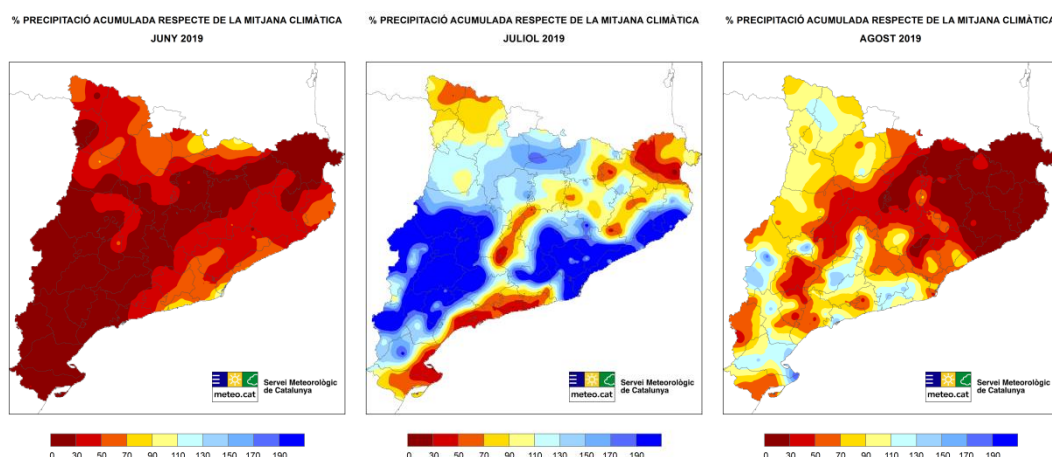 % PRECIPITACIÓ ACUMULADA RESPECTE DE LA MITJANA CLIMÀTICA
JUNY 2019
Servei Meteorològic
de Catalunya
meteo.cat
0 30 50 70 90 110 130 150 170 190
% PRECIPITACIÓ ACUMULADA RESPECTE DE LA MITJANA CLIMÀTICA
JULIOL 2019
Servei Meteorològic
de Catalunya
meteo.cat
0 30 50 70 90 110 130 150 170 190
% PRECIPITACIÓ ACUMULADA RESPECTE DE LA MITJANA CLIMÀTICA
AGOST 2019
Servei Meteorològic
de Catalunya
meteo.cat
0 30 50 70 90 110 130 150 170 190